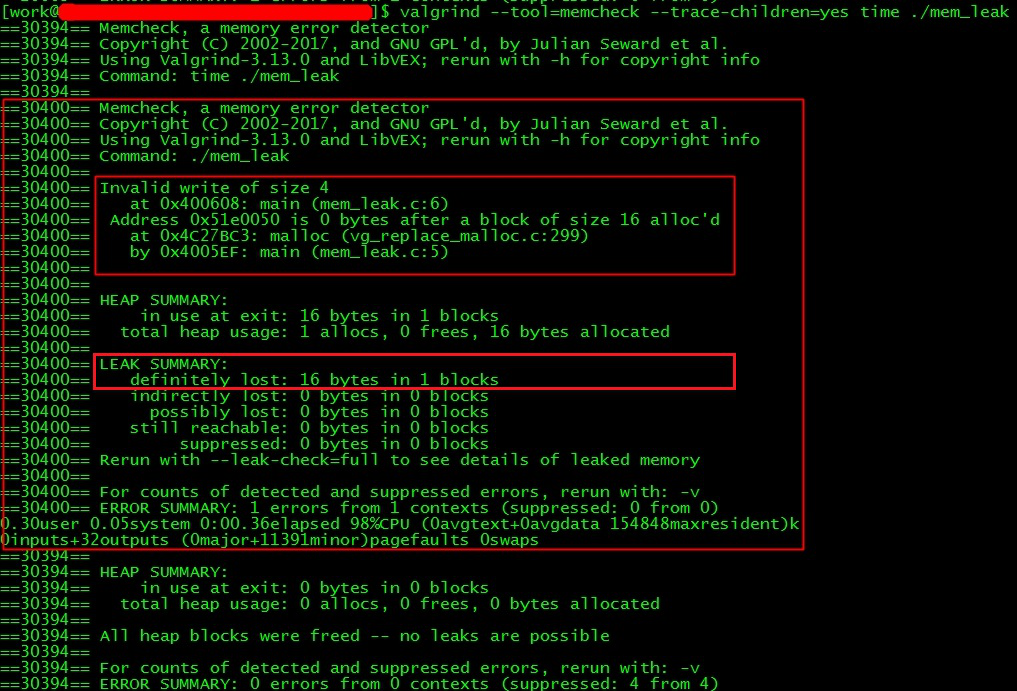 [work@ ]$ valgrind --tool=memcheck --trace-children=yes time ./mem_leak
==30394== Memcheck, a memory error detector
==30394== Copyright (C) 2002-2017, and GNU GPL'd, by Julian Seward et al.
==30394== Using Valgrind-3.13.0 and LibVEX; rerun with -h for copyright info
==30394== Command: time ./mem_leak
==30394==
==30400== Memcheck, a memory error detector
==30400== Copyright (C) 2002-2017, and GNU GPL'd, by Julian Seward et al.
==30400== Using Valgrind-3.13.0 and LibVEX; rerun with -h for copyright info
==30400== Command: ./mem_leak
==30400==
==30400== Invalid write of size 4
==30400==    at 0x400608: main (mem_leak.c:6)
==30400==  Address 0x51e0050 is 0 bytes after a block of size 16 alloc'd
==30400==    at 0x4C27BC3: malloc (vg_replace_malloc.c:299)
==30400==    by 0x4005EF: main (mem_leak.c:5)
==30400==
==30400==
==30400== HEAP SUMMARY:
==30400==     in use at exit: 16 bytes in 1 blocks
==30400==   total heap usage: 1 allocs, 0 frees, 16 bytes allocated
==30400==
==30400== LEAK SUMMARY:
==30400==    definitely lost: 16 bytes in 1 blocks
==30400==    indirectly lost: 0 bytes in 0 blocks
==30400==      possibly lost: 0 bytes in 0 blocks
==30400==    still reachable: 0 bytes in 0 blocks
==30400==         suppressed: 0 bytes in 0 blocks
==30400== Rerun with --leak-check=full to see details of leaked memory
==30400==
==30400== For counts of detected and suppressed errors, rerun with: -v
==30400== ERROR SUMMARY: 1 errors from 1 contexts (suppressed: 0 from 0)
0.30user 0.05system 0:00.36elapsed 98%CPU (0avgtext+0avgdata 154848maxresident)k
0inputs+32outputs (0major+11391minor)pagefaults 0swaps
==30394==
==30394== HEAP SUMMARY:
==30394==     in use at exit: 0 bytes in 0 blocks
==30394==   total heap usage: 0 allocs, 0 frees, 0 bytes allocated
==30394==
==30394== All heap blocks were freed -- no leaks are possible
==30394==
==30394== For counts of detected and suppressed errors, rerun with: -v
==30394== ERROR SUMMARY: 0 errors from 0 contexts (suppressed: 4 from 4)